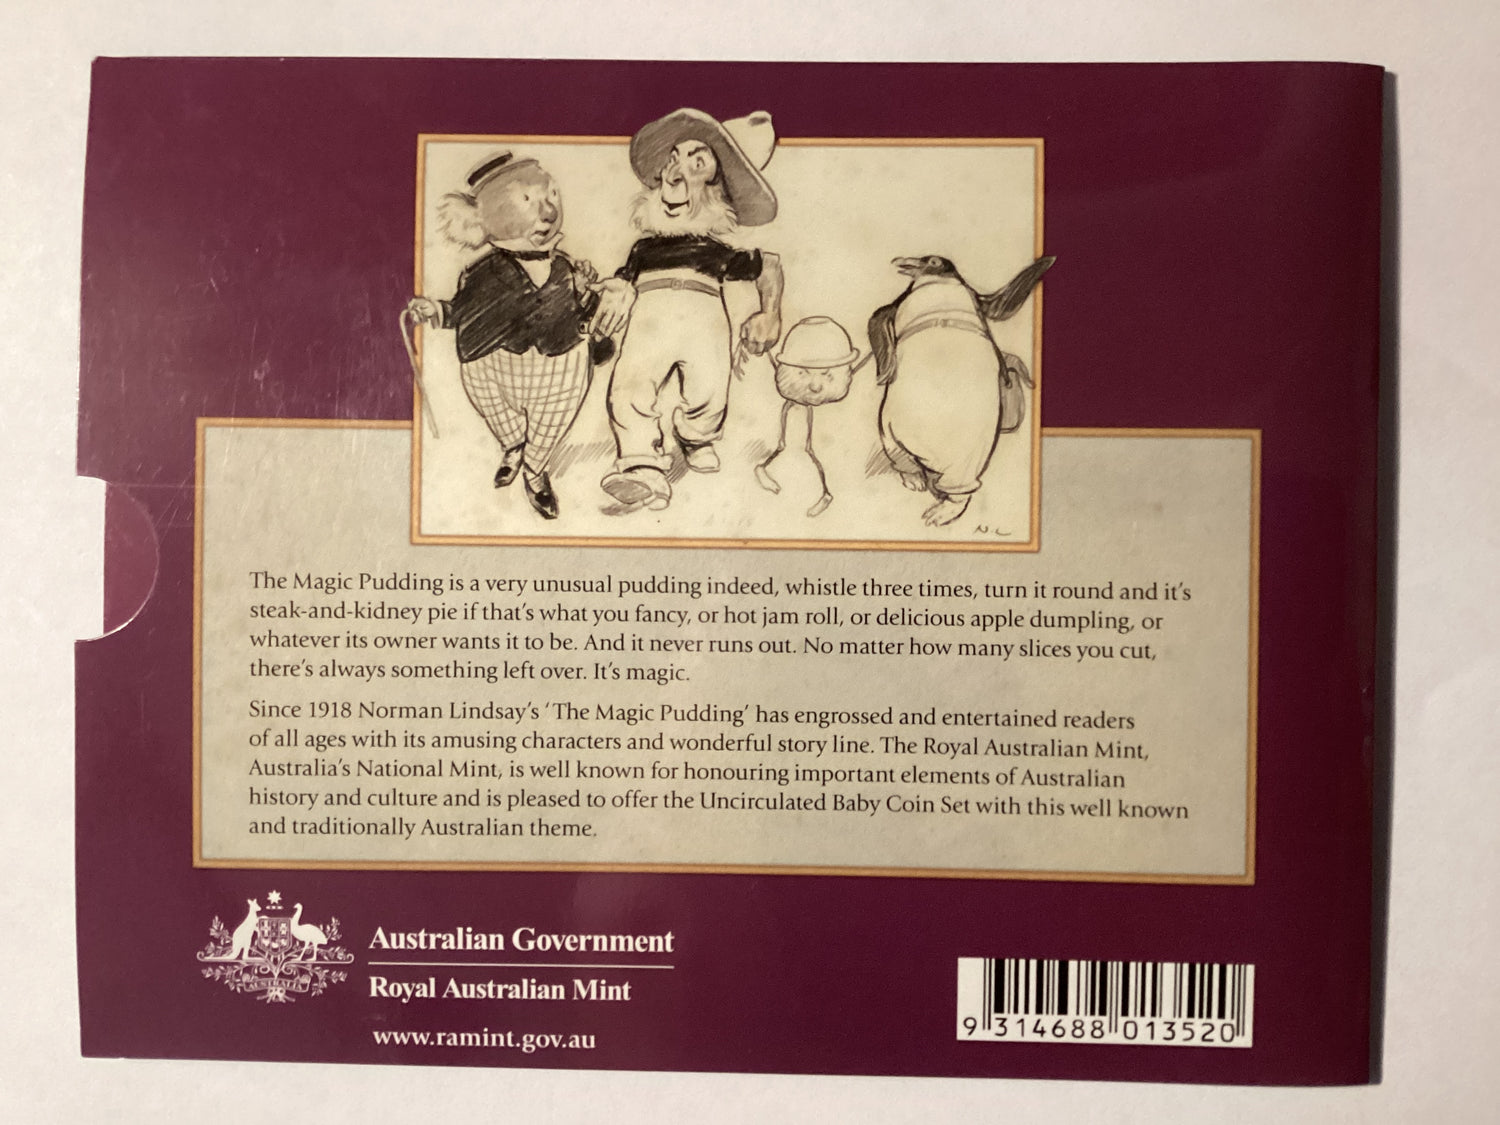 N.L
The Magic Pudding is a very unusual pudding indeed, whistle three times, turn it round and it's
steak-and-kidney pie if that's what you fancy, or hot jam roll, or delicious apple dumpling, or
whatever its owner wants it to be. And it never runs out. No matter how many slices you cut,
there's always something left over. It's magic.
Since 1918 Norman Lindsay's 'The Magic Pudding' has engrossed and entertained readers
of all ages with its amusing characters and wonderful story line. The Royal Australian Mint,
Australia's National Mint, is well known for honouring important elements of Australian
history and culture and is pleased to offer the Uncirculated Baby Coin Set with this well known
and traditionally Australian theme.
AUSTRALIA
Australian Government
Royal Australian Mint
www.ramint.gov.au
9 314688 013520